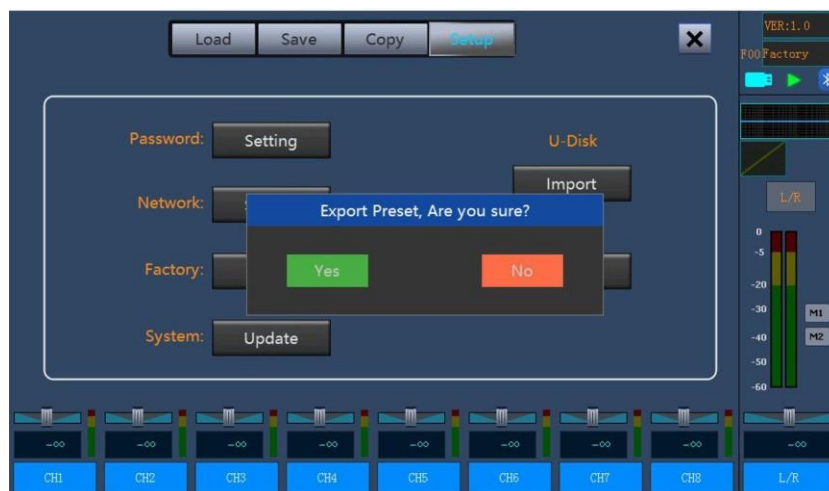 Load Save Copy Setup
VER:1.0
F00 Factory
Password: Setting
U-Disk
Import
Network:
Export Preset, Are you sure?
Yes No
Factory:
System: Update
L/R
0
-5
-20
-30
M1
-40
M2
-50
-60
-∞ -∞ -∞ -∞ -∞ -∞ -∞ -∞ -∞
CH1 CH2 CH3 CH4 CH5 CH6 CH7 CH8 L/R